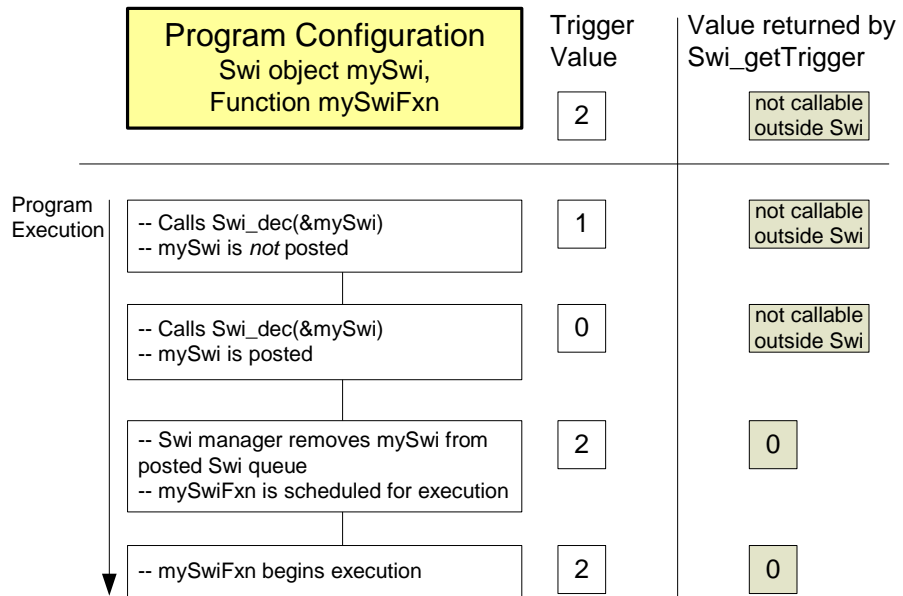 Program Configuration
Swi object mySwi,
Function mySwiFxn
Trigger
Value
Value returned by
Swi_getTrigger
2
not callable
outside Swi
Program
Execution
-- Calls Swi_dec(&mySwi)
-- mySwi is not posted
1
not callable
outside Swi
-- Calls Swi_dec(&mySwi)
-- mySwi is posted
0
not callable
outside Swi
-- Swi manager removes mySwi from
posted Swi queue
-- mySwiFxn is scheduled for execution
2
0
-- mySwiFxn begins execution
2
0